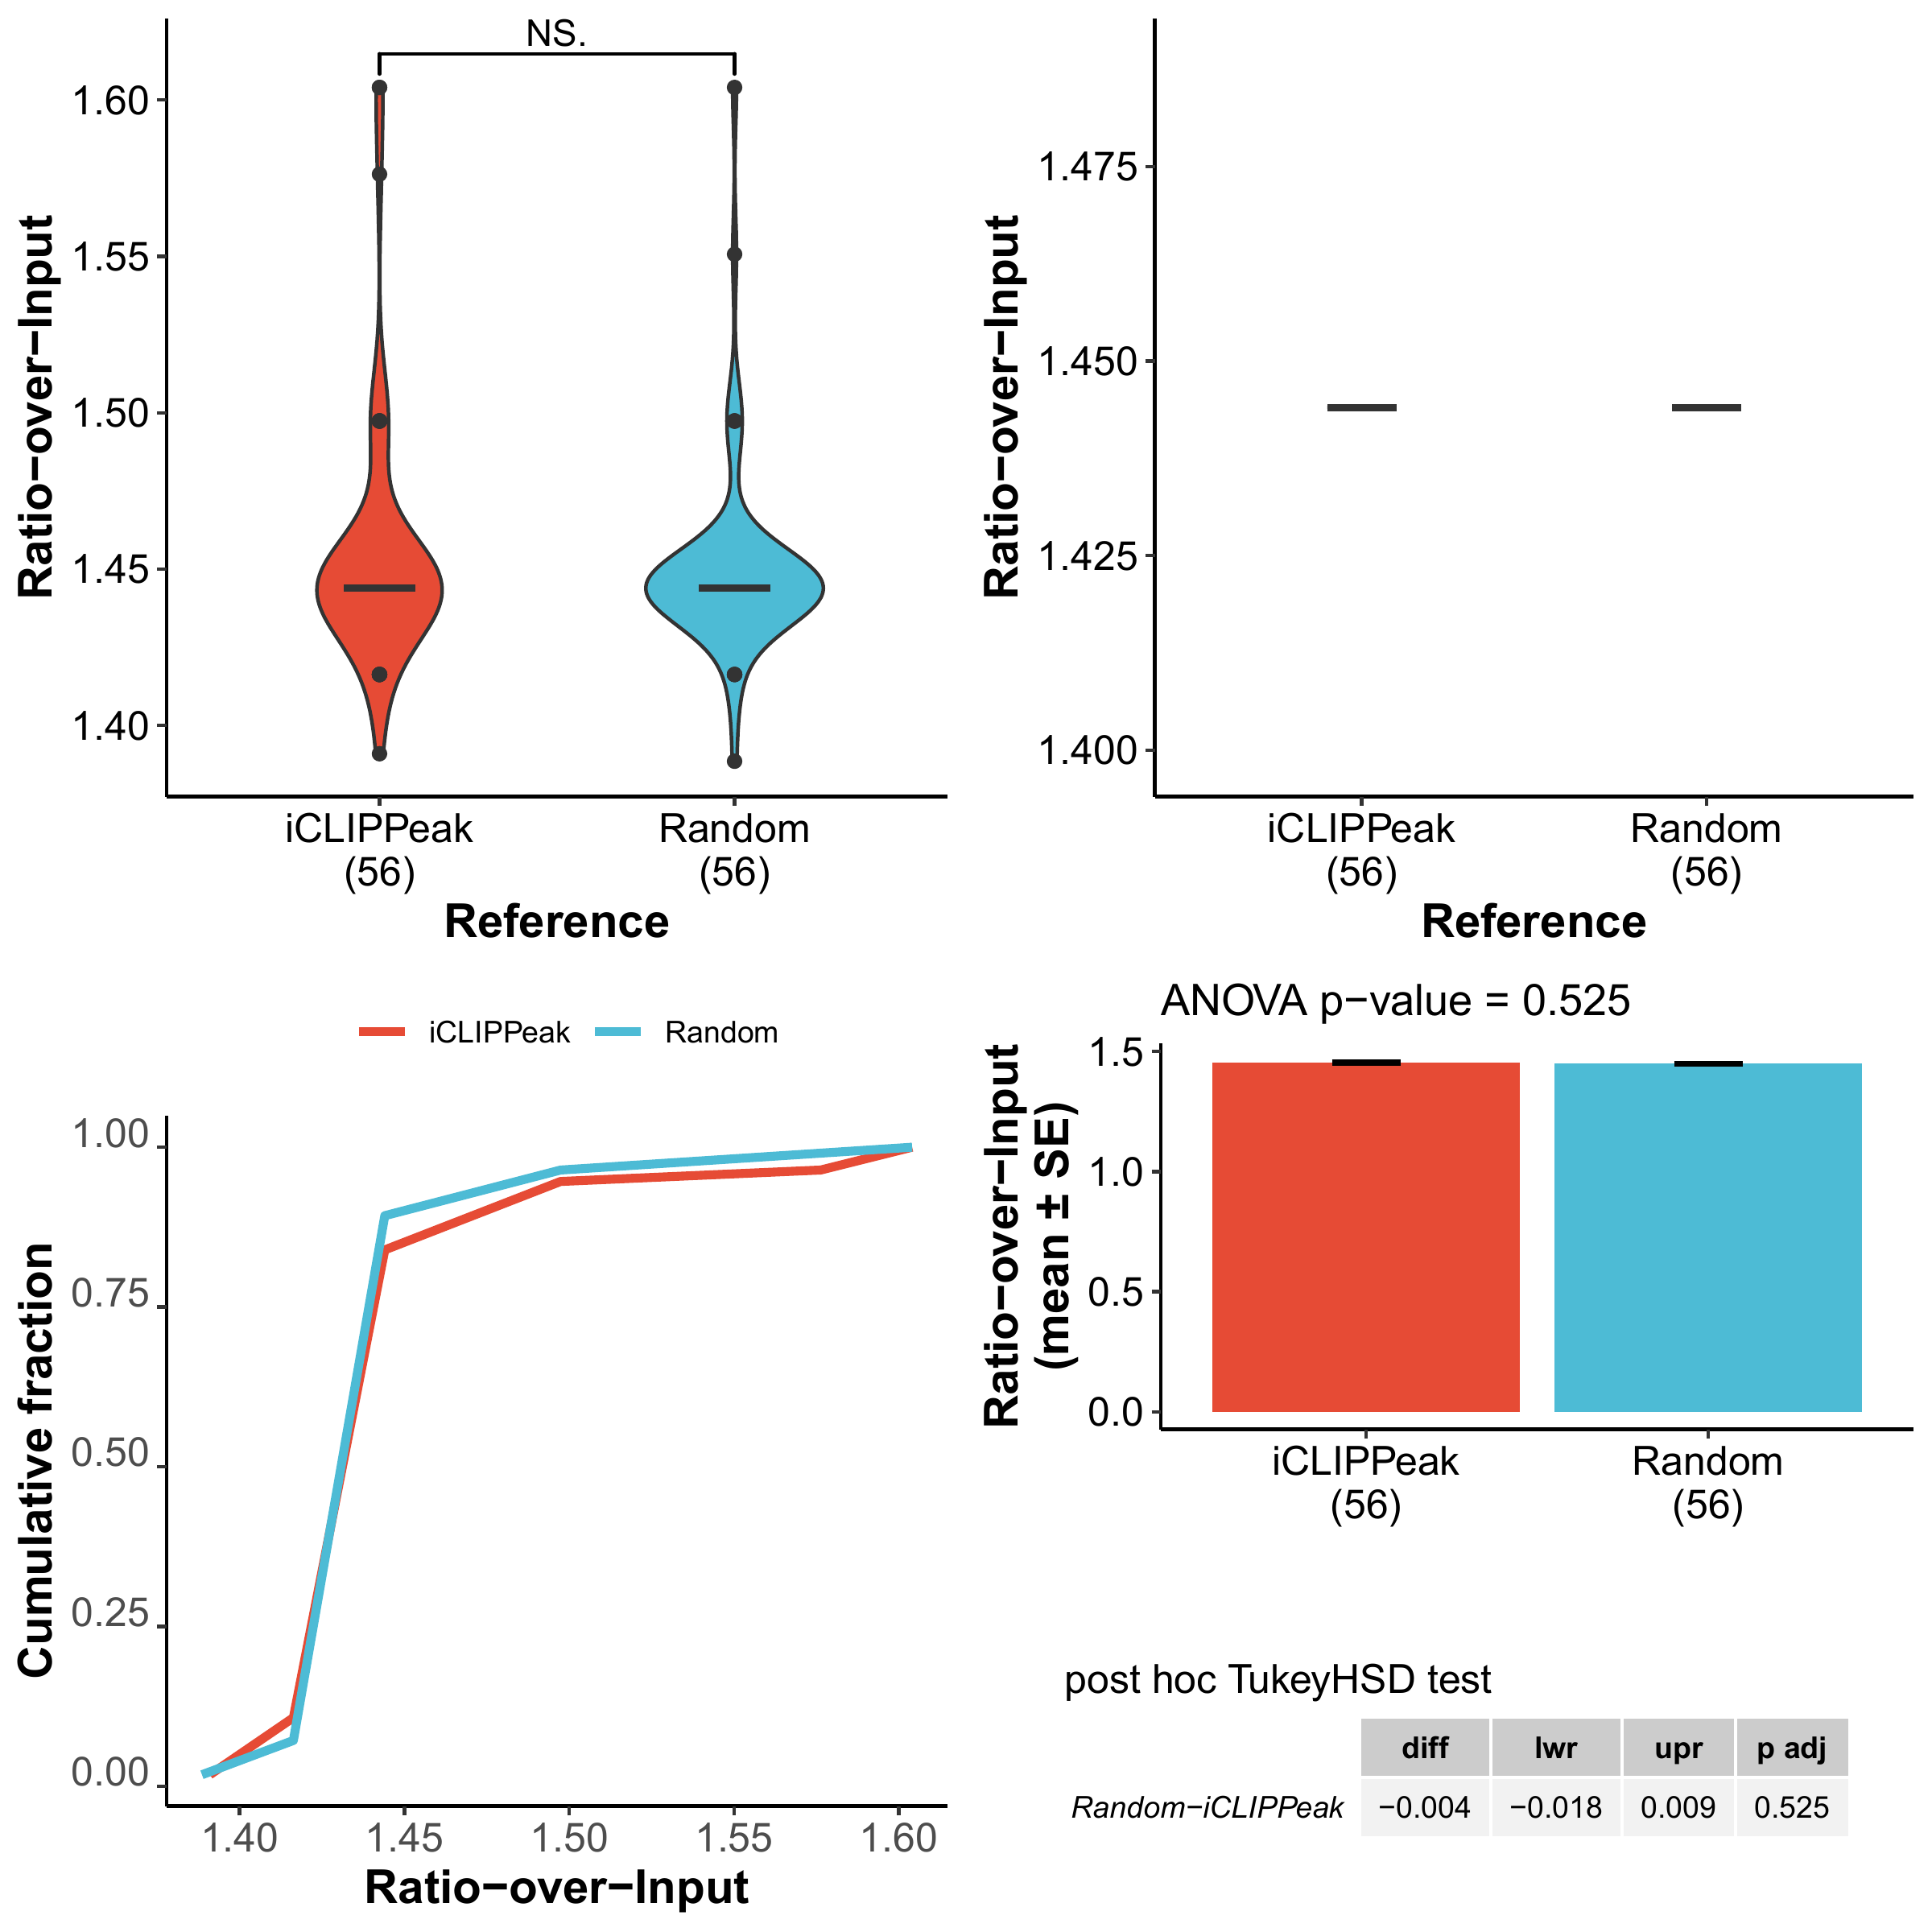 NS.
Ratio−over−Input
1.60
1.55
1.50
1.45
1.40
iCLIPPeak
(56)
Random
(56)
Reference
Ratio−over−Input
1.475
1.450
1.425
1.400
iCLIPPeak
(56)
Random
(56)
Reference
iCLIPPeak
Random
Cumulative fraction
1.00
0.75
0.50
0.25
0.00
1.40
1.45
1.50
1.55
1.60
Ratio−over−Input
ANOVA p−value = 0.525
Ratio−over−Input
(mean ± SE)
1.5
1.0
0.5
0.0
iCLIPPeak
(56)
Random
(56)
post hoc TukeyHSD test
diff lwr upr p adj
Random−iCLIPPeak −0.004 −0.018 0.009 0.525